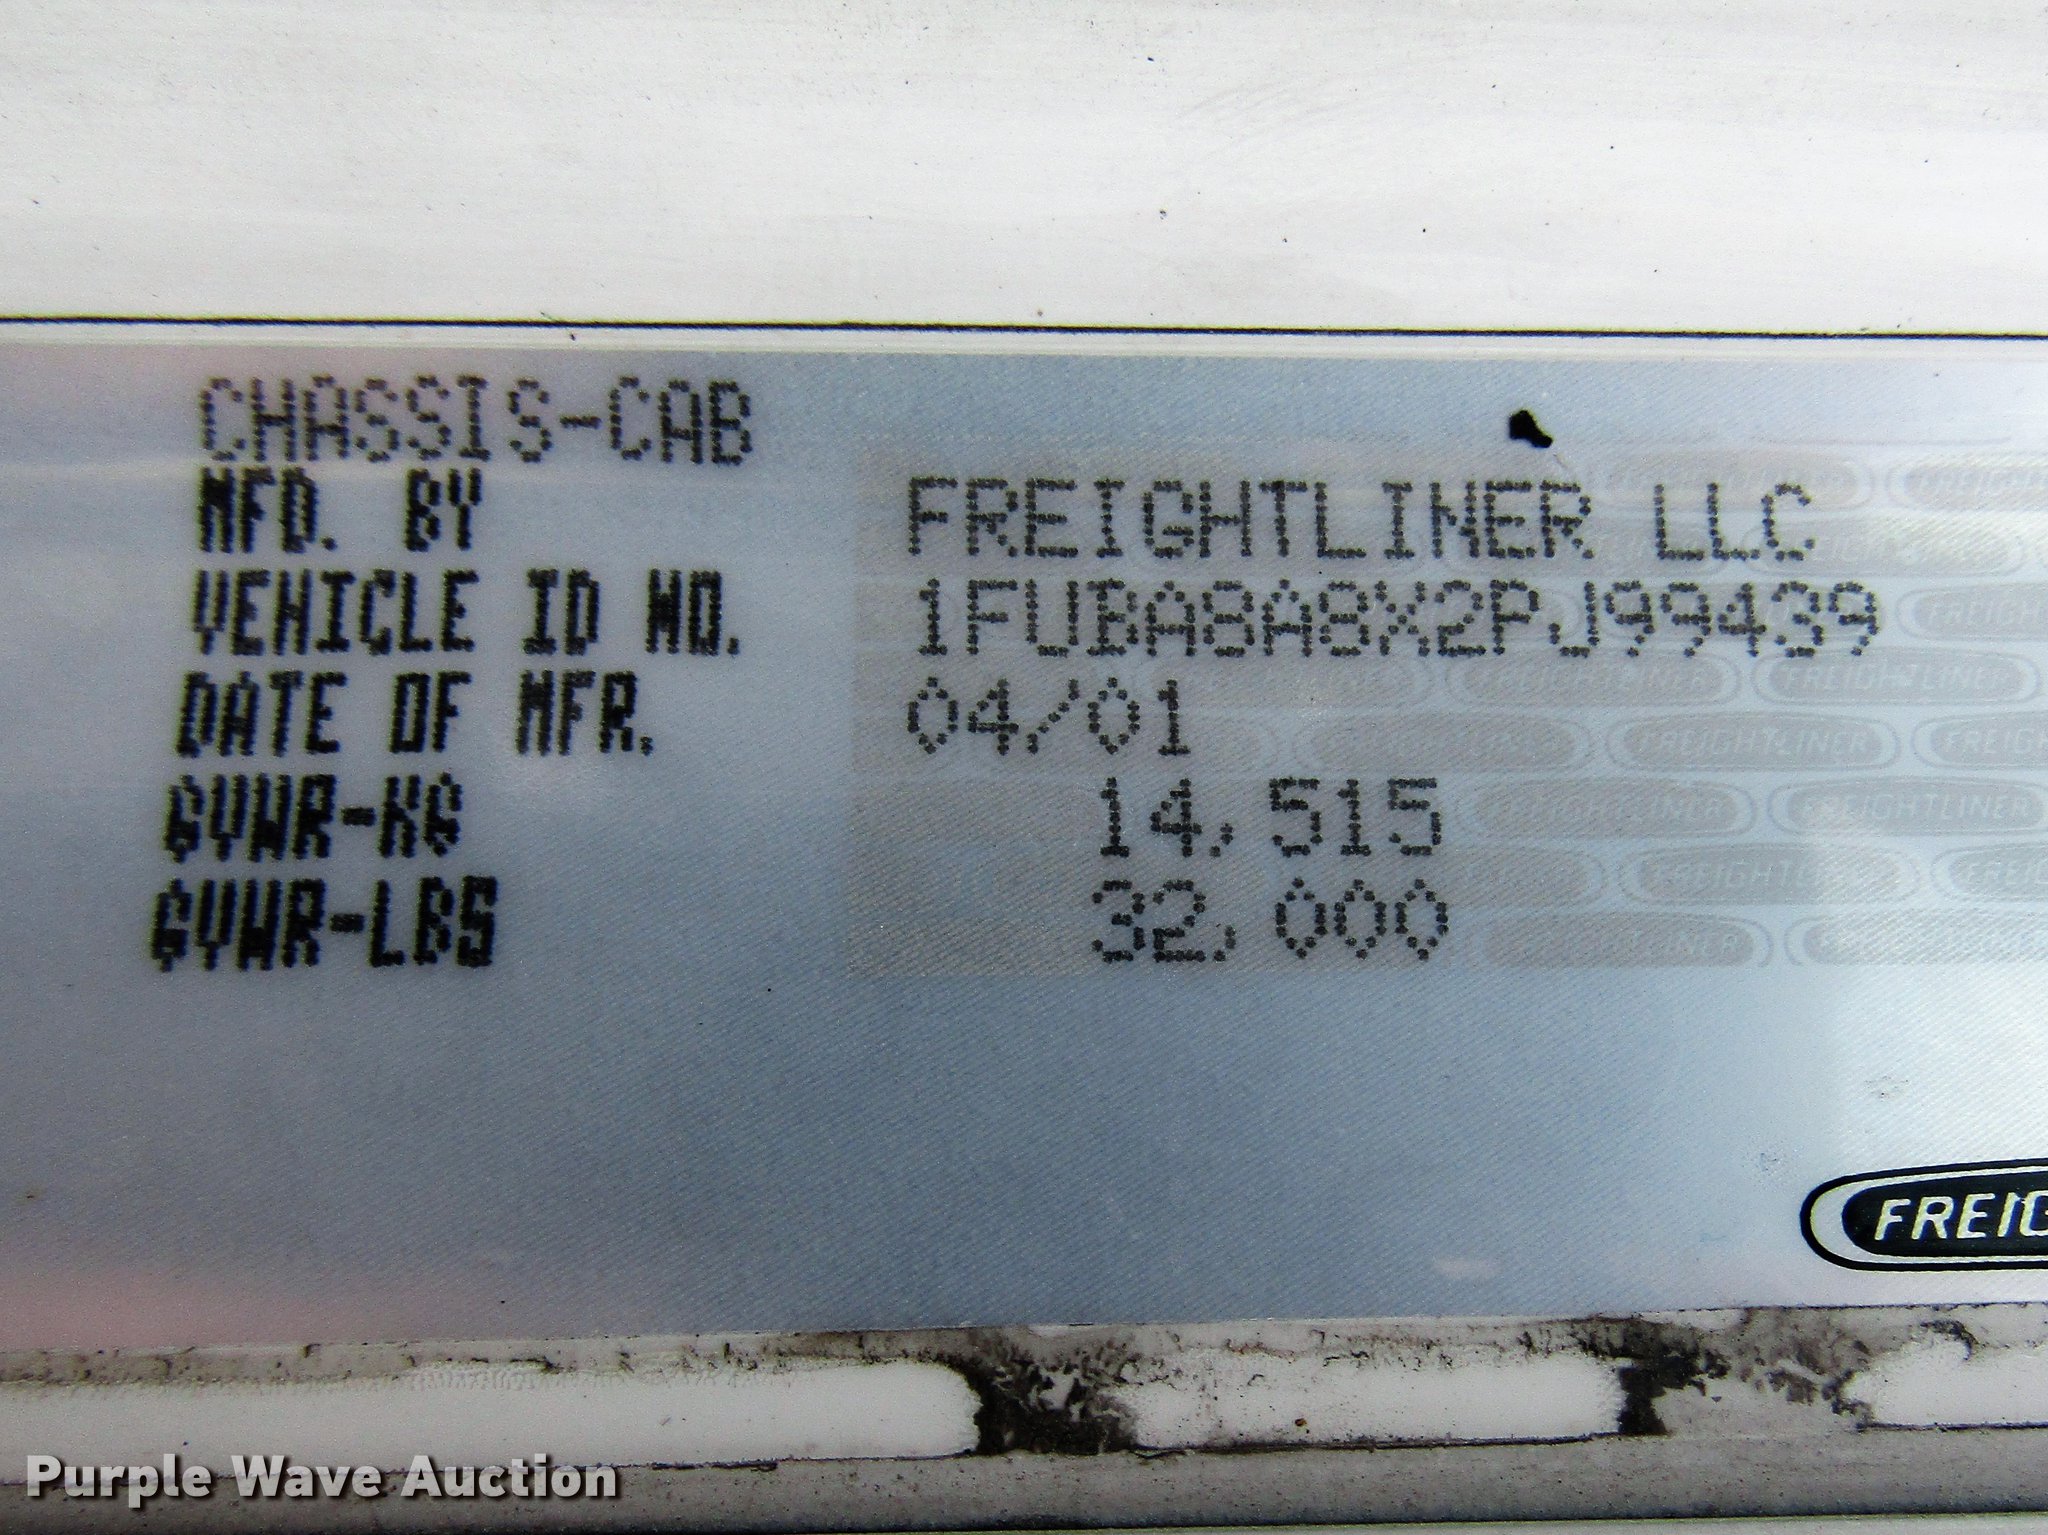 CHASSIS-CAB
MFD. BY FREIGHTLINER LLC
VEHICLE ID NO. 1FUBA8A8X2PJ99439
DATE OF MFR. 04/01
GVWR-KG 14,515
GVWR-LBS 32,000
FREIG
Purple Wave Auction